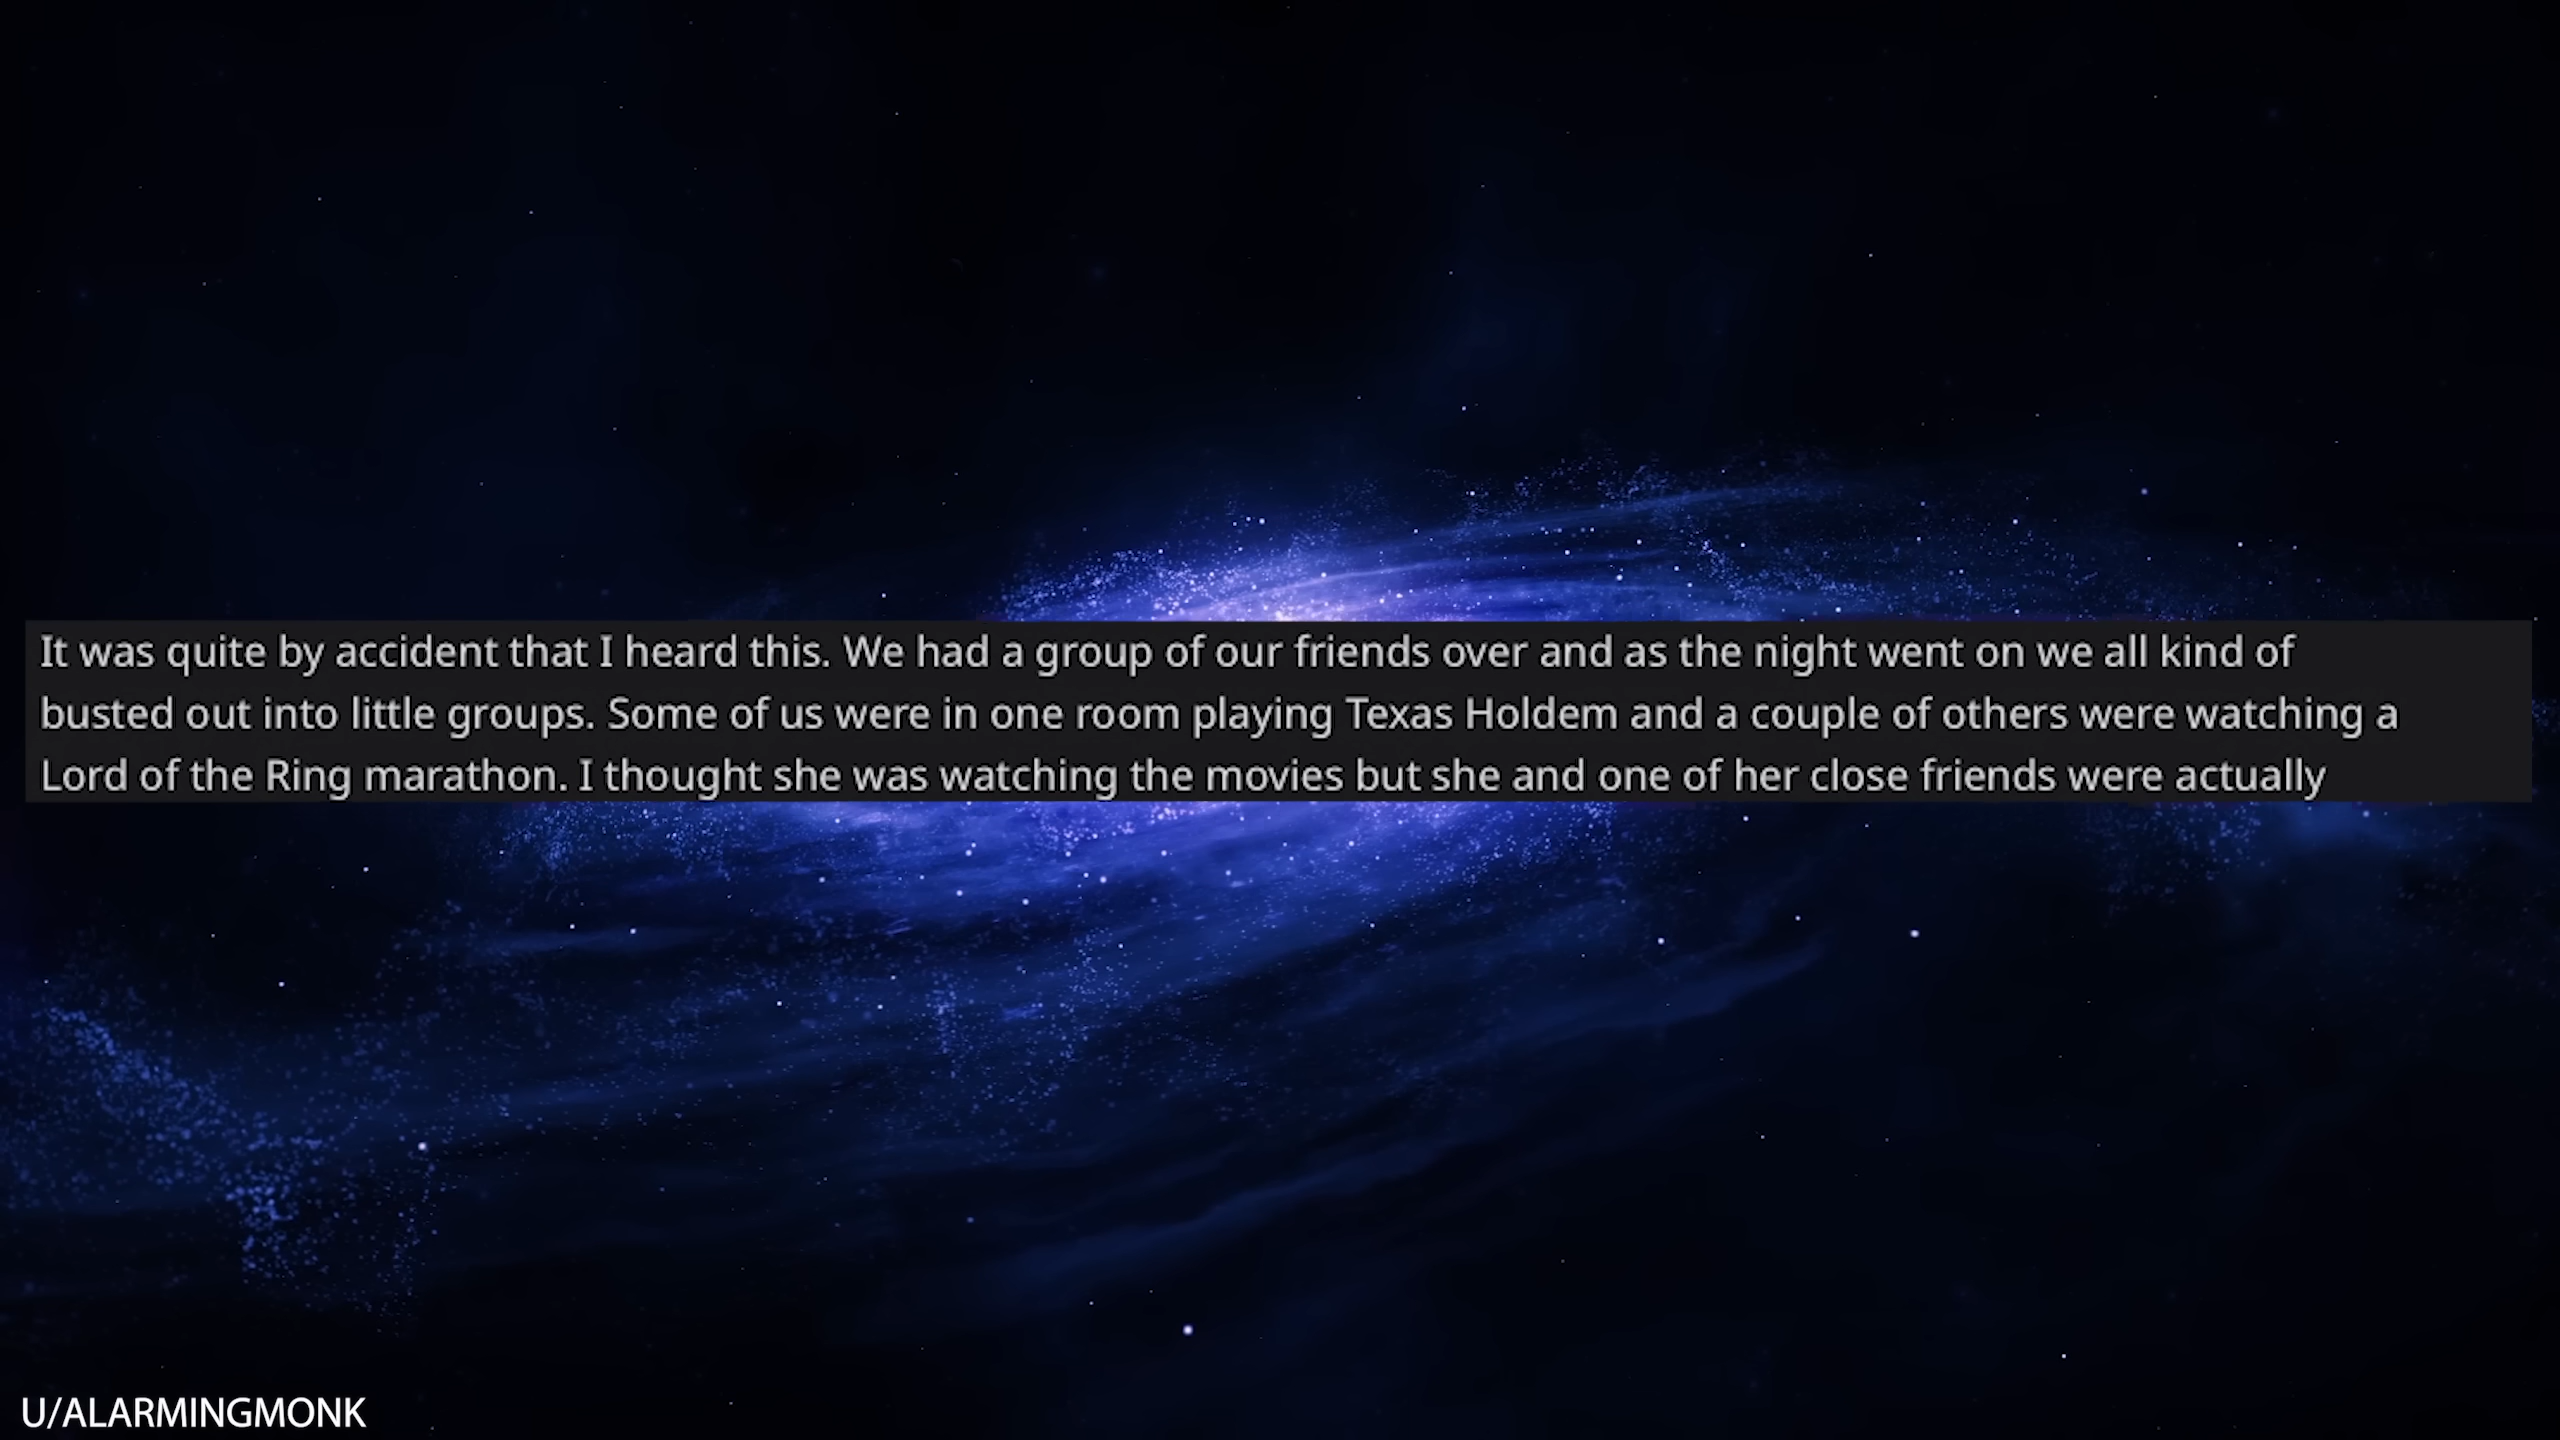 It was quite by accident that I heard this. We had a group of our friends over and as the night went on we all kind of
busted out into little groups. Some of us were in one room playing Texas Holdem and a couple of others were watching a
Lord of the Ring marathon. I thought she was watching the movies but she and one of her close friends were actually
U/ALARMINGMONK